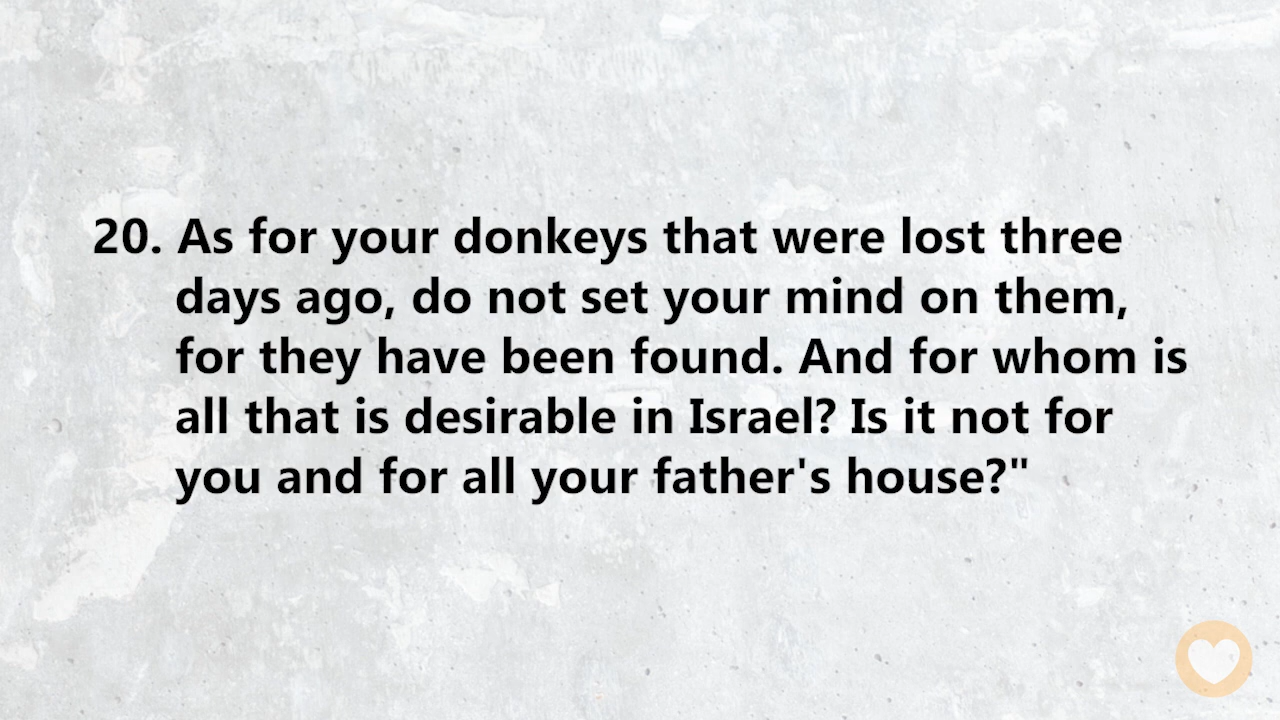 20. As for your donkeys that were lost three
days ago, do not set your mind on them,
for they have been found. And for whom is
all that is desirable in Israel? Is it not for
you and for all your father's house?"